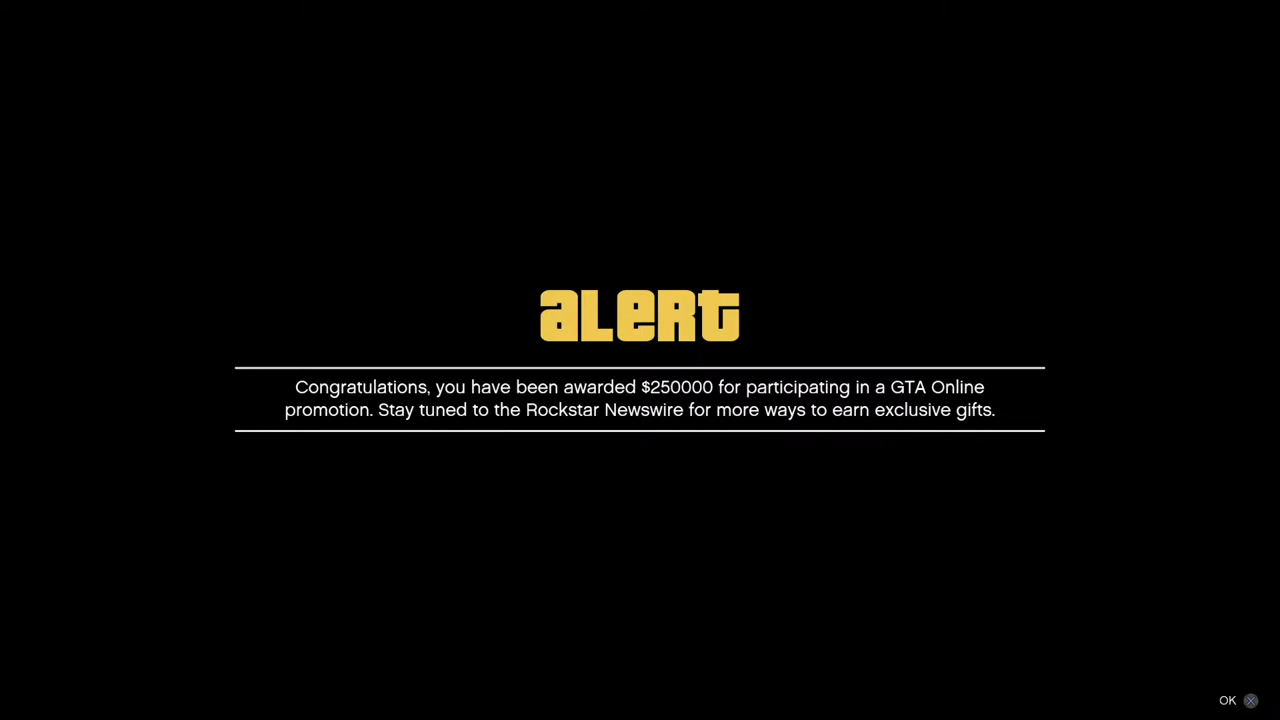 alert
Congratulations, you have been awarded $250000 for participating in a GTA Online
promotion. Stay tuned to the Rockstar Newswire for more ways to earn exclusive gifts.
OK